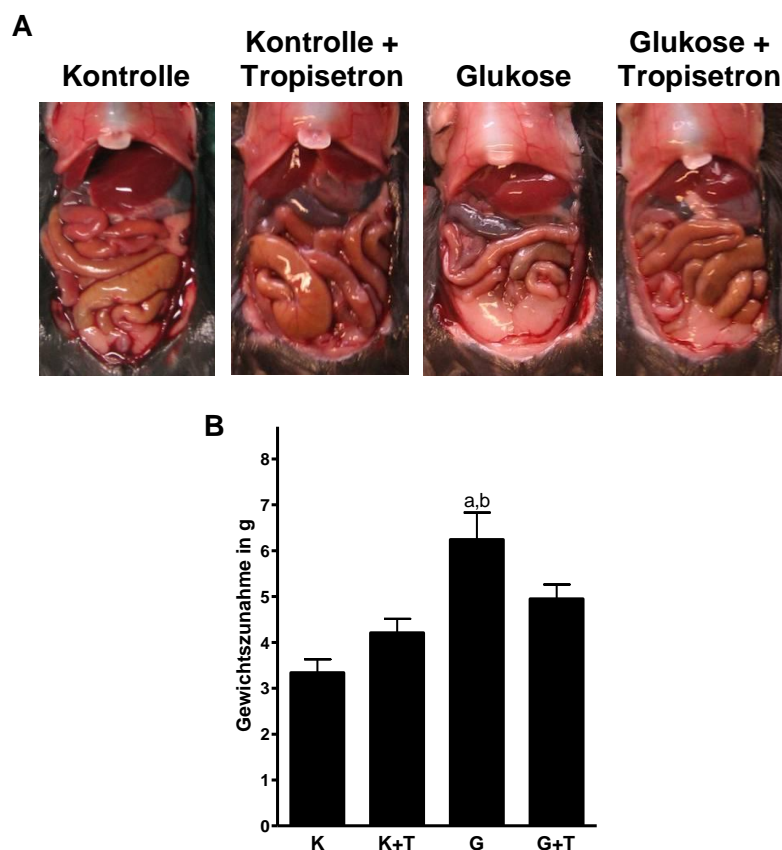 A
Kontrolle
Kontrolle +
Tropisetron
Glukose
Glukose +
Tropisetron
B
Gewichtszunahme in g
8
7
6
5
4
3
2
1
0
a,b
K
K+T
G
G+T